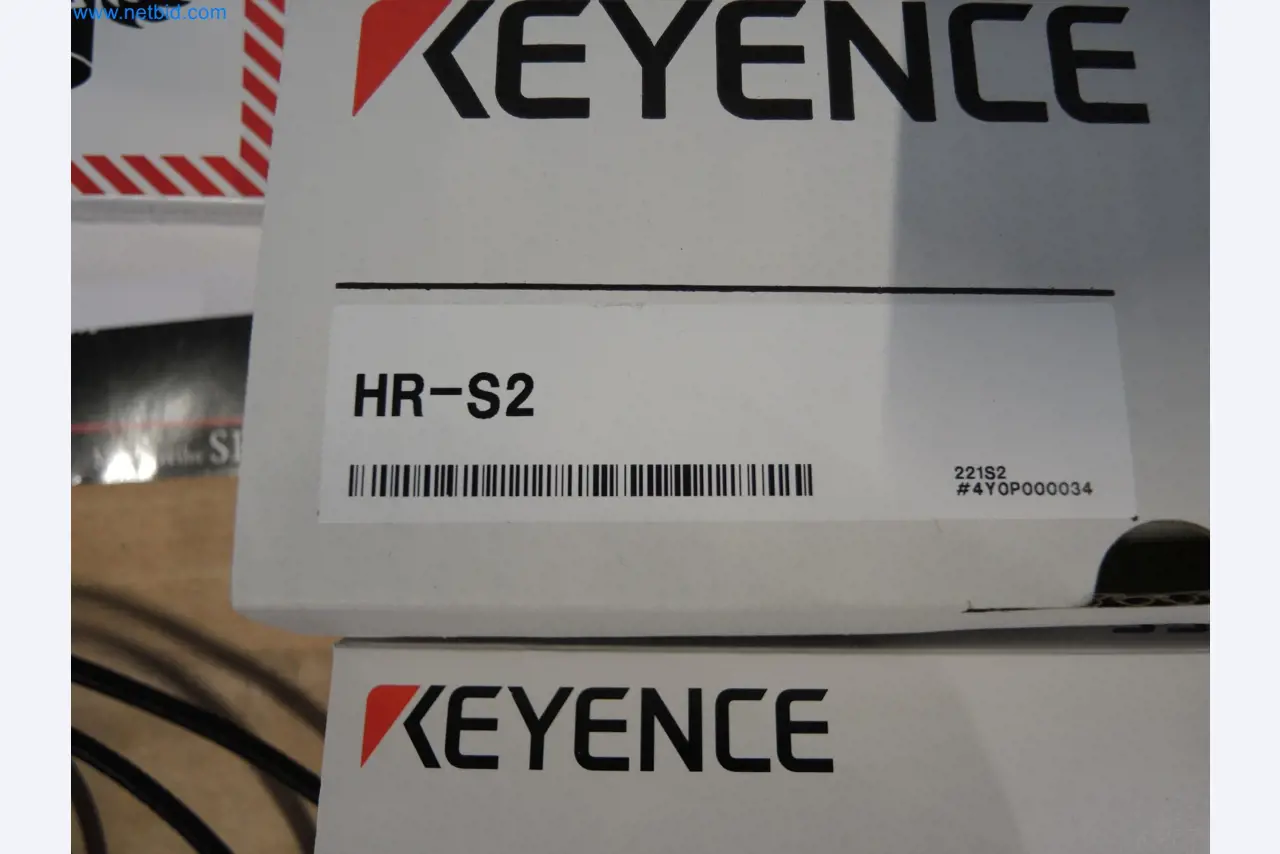 www.netbid.com
KEYENCE
HR-S2
221S2
#4Y0P000034
KEYENCE